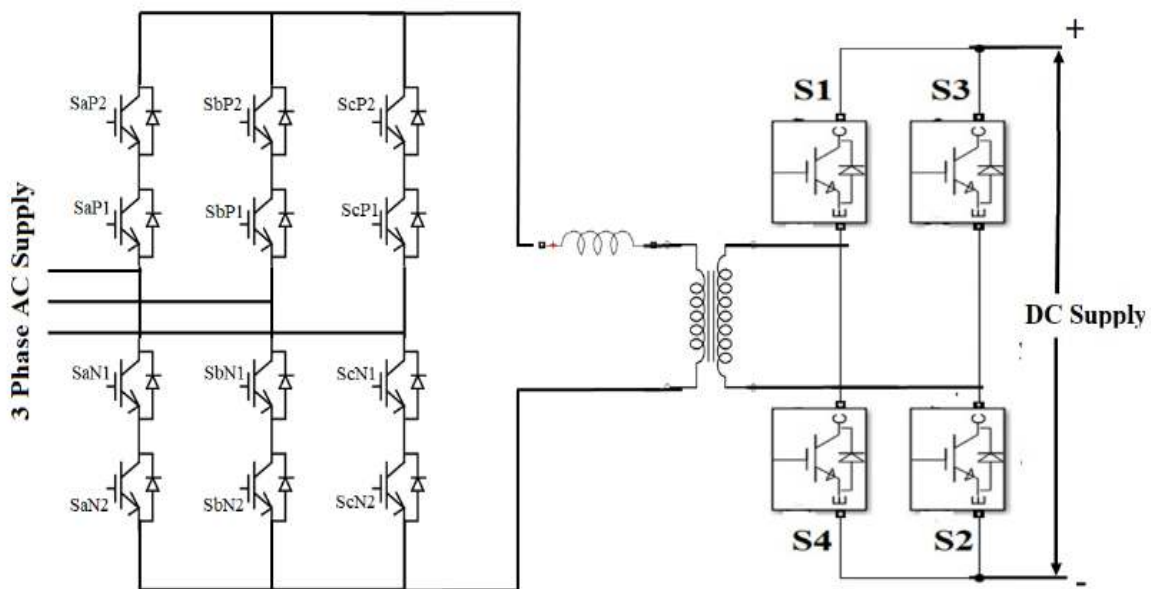 +
S1 S3
SaP2 SbP2 ScP2
C C
E E
SaP1 SbP1 ScP1
3 Phase AC Supply
+
DC Supply
SaN1 SbN1 ScN1
C C
E E
SaN2 SbN2 ScN2
S4 S2
-